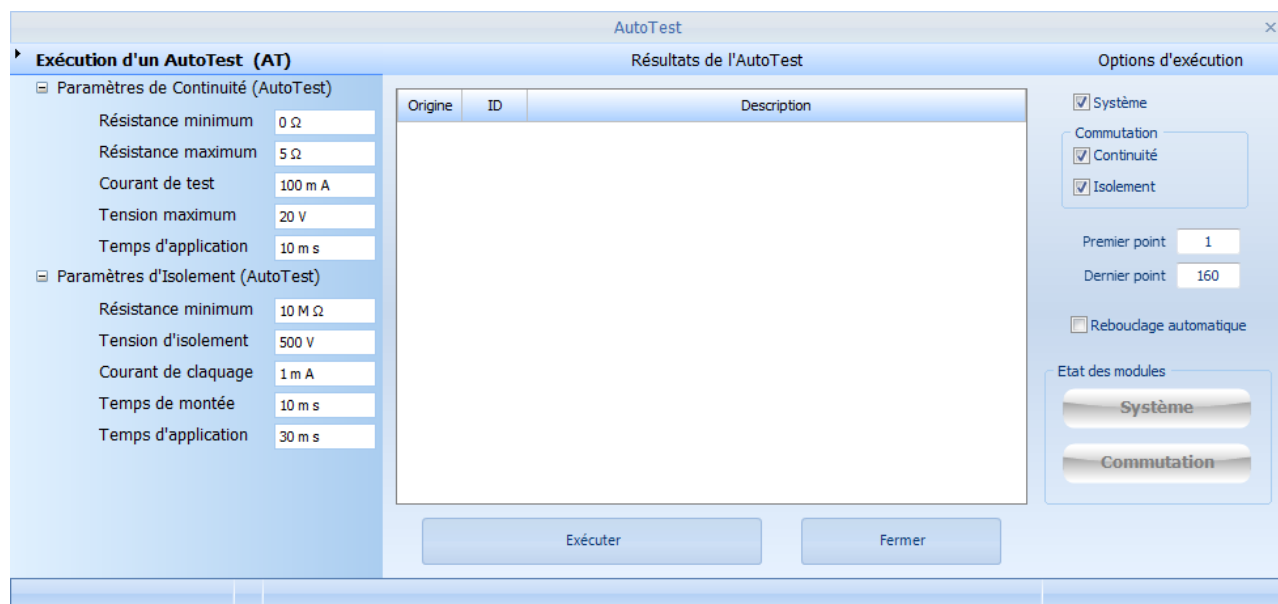 AutoTest
Exécution d'un AutoTest (AT)
Paramètres de Continuité (AutoTest)
Résistance minimum 0 Ω
Résistance maximum 5 Ω
Courant de test 100 m A
Tension maximum 20 V
Temps d'application 10 m s
Paramètres d'Isolement (AutoTest)
Résistance minimum 10 M Ω
Tension d'isolement 500 V
Courant de claquage 1 m A
Temps de montée 10 m s
Temps d'application 30 m s
Résultats de l'AutoTest
Origine ID Description
Exécuter Fermer
Options d'exécution
Système
Commutation
Continuité
Isolement
Premier point 1
Dernier point 160
Rebouclage automatique
Etat des modules
Système
Commutation